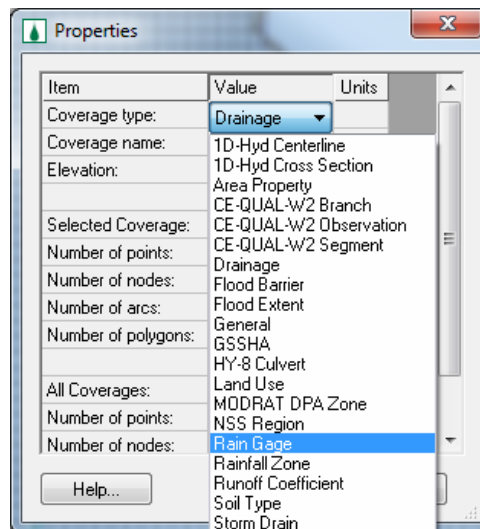 Properties
Item Value Units
Coverage type: Drainage
Coverage name:
Elevation:
Selected Coverage:
Number of points:
Number of nodes:
Number of arcs:
Number of polygons:
All Coverages:
Number of points:
Number of nodes:
1D-Hyd Centerline
1D-Hyd Cross Section
Area Property
CE-QUAL-W2 Branch
CE-QUAL-W2 Observation
CE-QUAL-W2 Segment
Drainage
Flood Barrier
Flood Extent
General
GSSHA
HY-8 Culvert
Land Use
MODRAT DPA Zone
NSS Region
Rain Gage
Rainfall Zone
Runoff Coefficient
Soil Type
Storm Drain
Help...